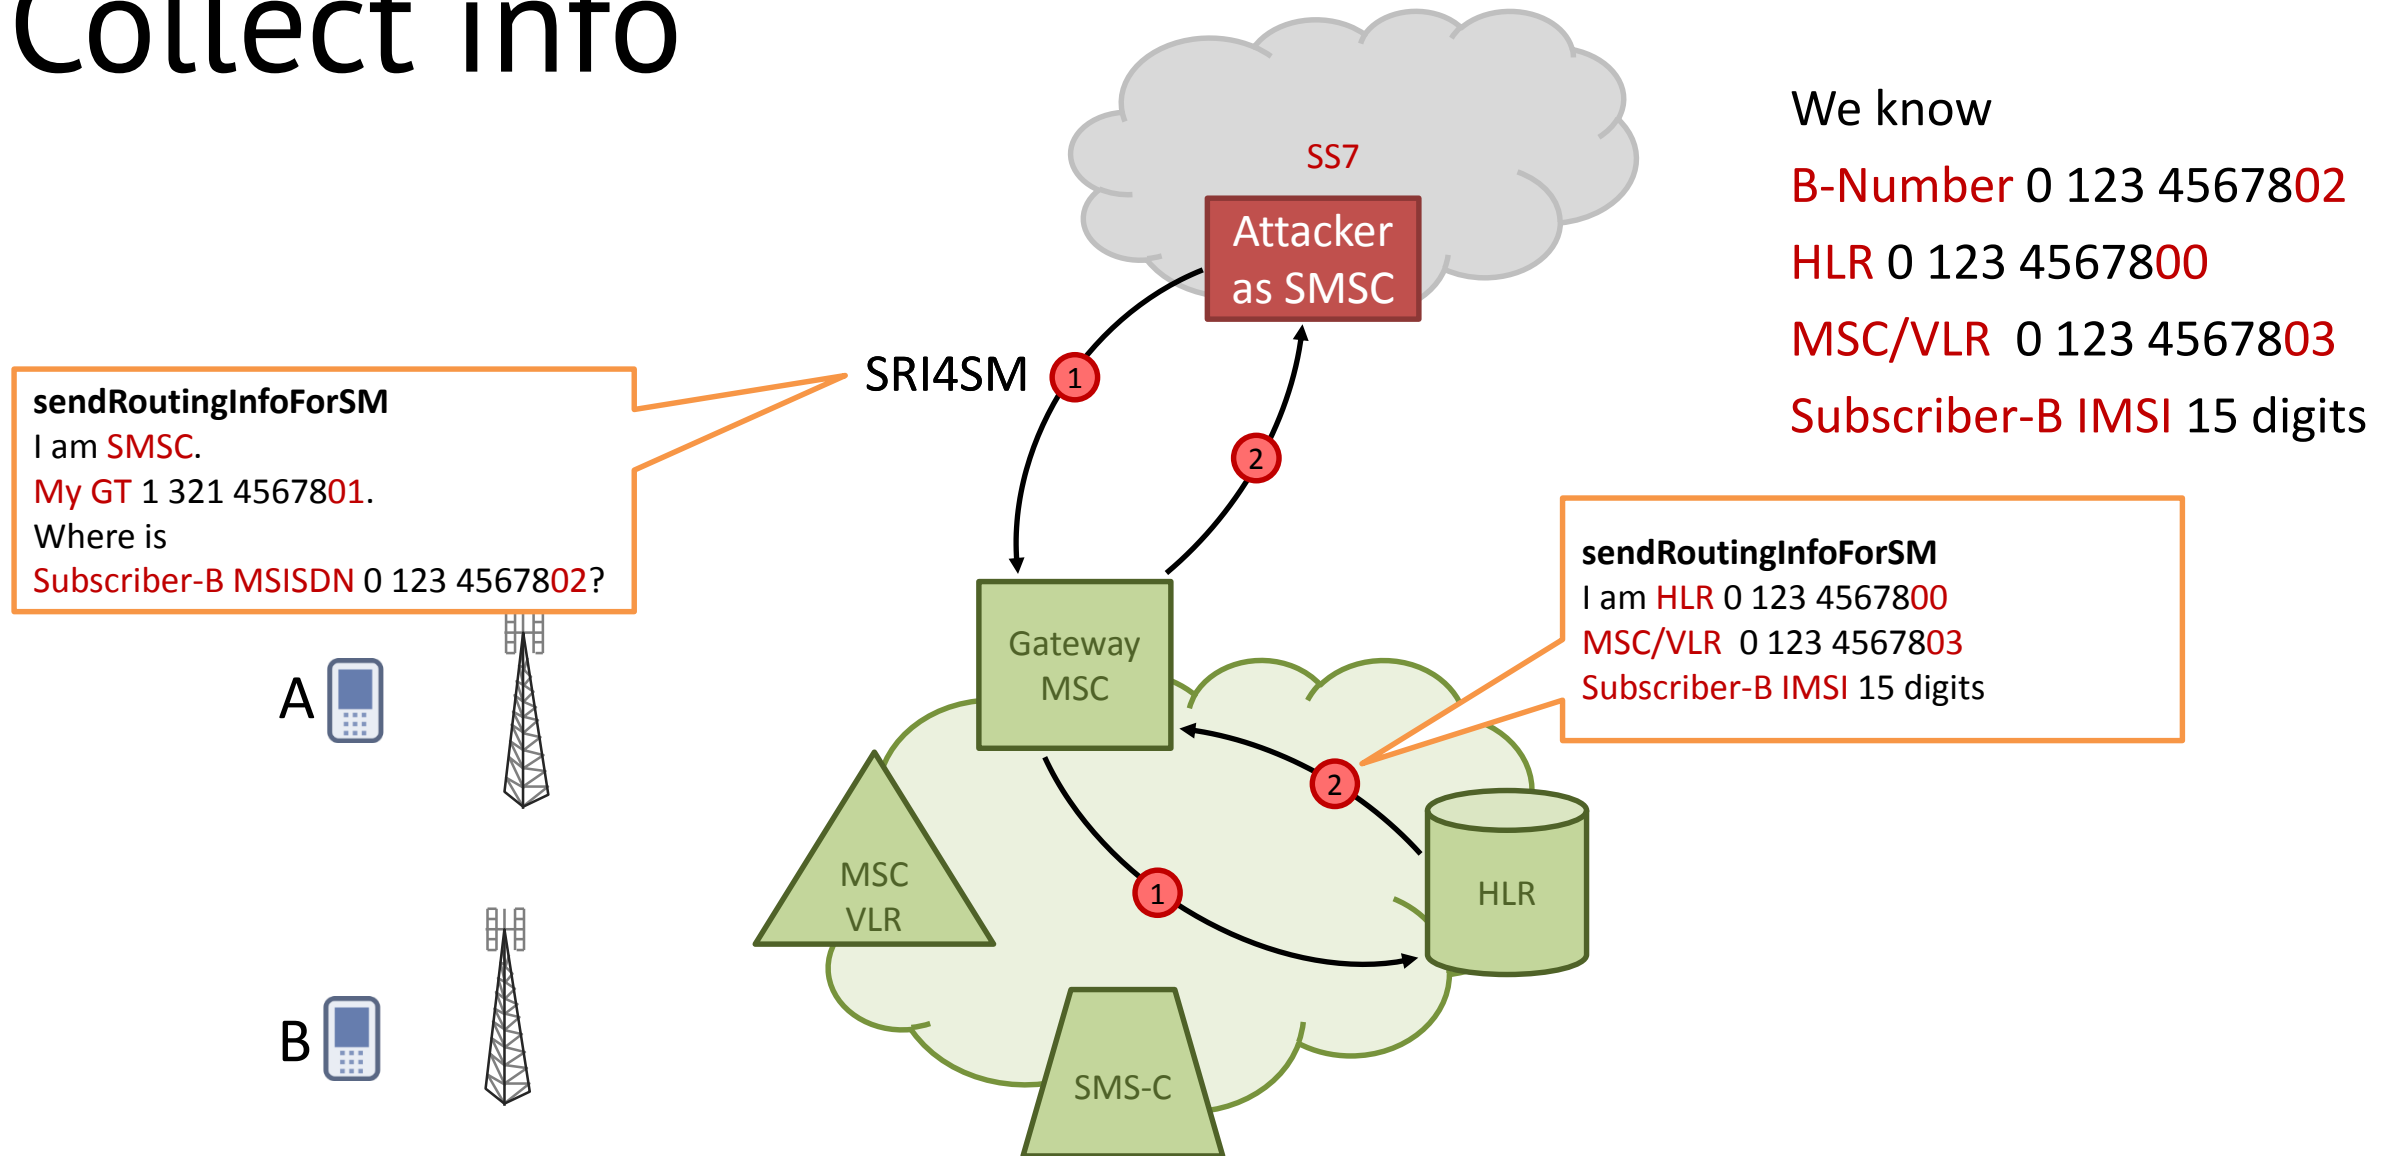 Collect info
We know
B-Number 0 123 4567802
HLR 0 123 4567800
MSC/VLR 0 123 4567803
Subscriber-B IMSI 15 digits
SS7
Attacker
as SMSC
SRI4SM
1
2
sendRoutingInfoForSM
I am SMSC.
My GT 1 321 4567801.
Where is
Subscriber-B MSISDN 0 123 4567802?
sendRoutingInfoForSM
I am HLR 0 123 4567800
MSC/VLR 0 123 4567803
Subscriber-B IMSI 15 digits
Gateway
MSC
A
2
MSC
VLR
1
HLR
B
SMS-C